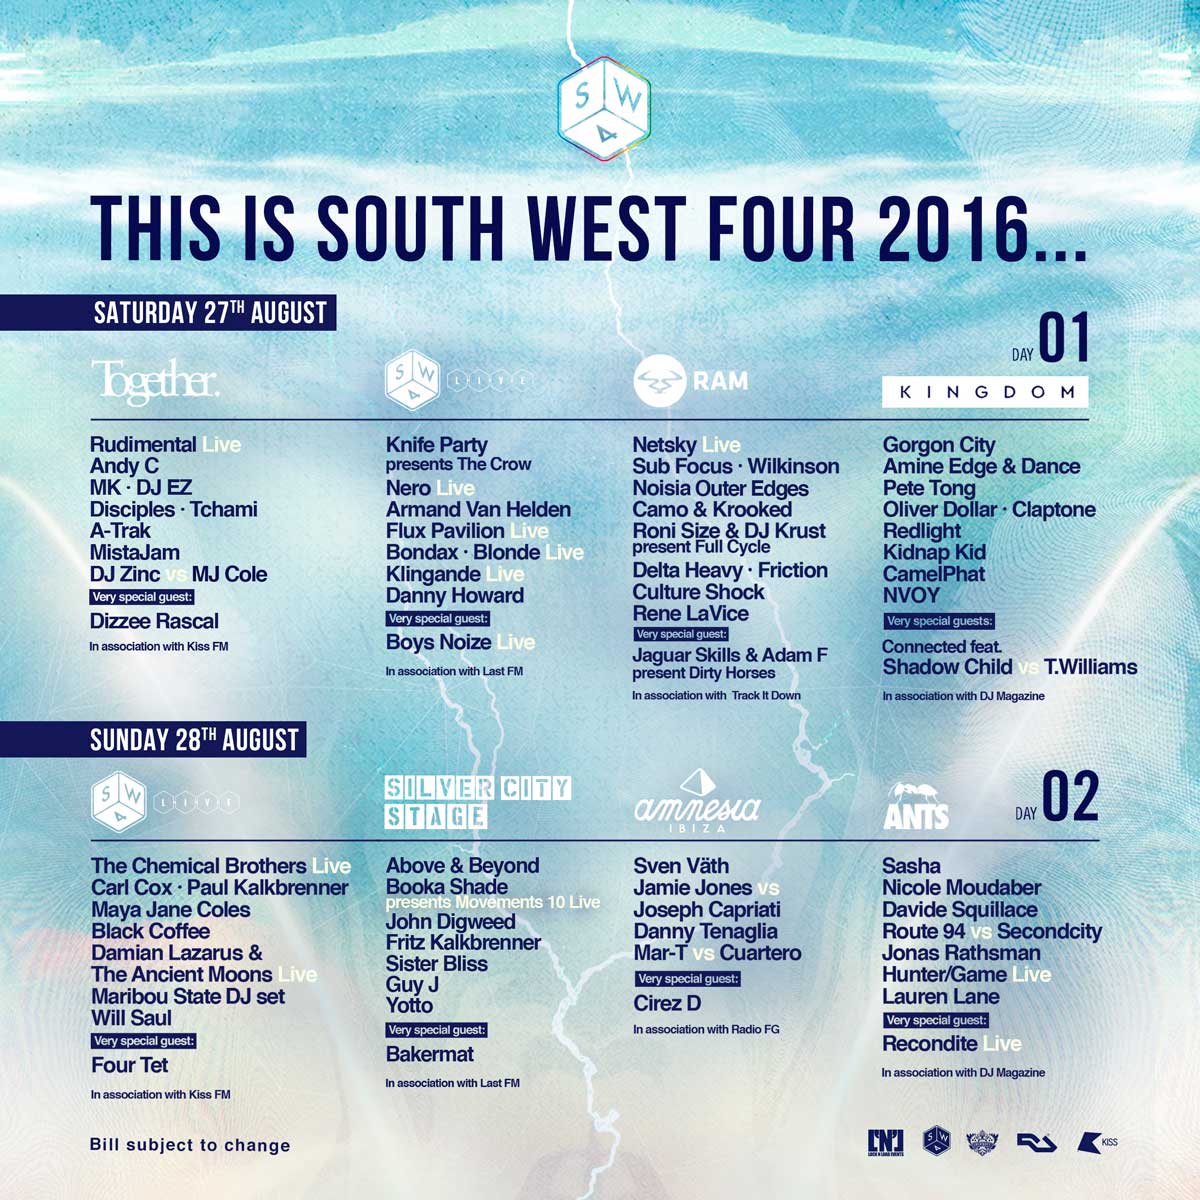 S W 4
THIS IS SOUTH WEST FOUR 2016...
SATURDAY 27TH AUGUST
DAY 01
Together.
Rudimental Live
Andy C
MK · DJ EZ
Disciples · Tchami
A-Trak
MistaJam
DJ Zinc vs MJ Cole
Very special guest:
Dizzee Rascal
In association with Kiss FM
S W 4 LIVE
Knife Party
presents The Crow
Nero Live
Armand Van Helden
Flux Pavilion Live
Bondax · Blonde Live
Klingande Live
Danny Howard
Very special guest:
Boys Noize Live
In association with Last FM
RAM
Netsky Live
Sub Focus · Wilkinson
Noisia Outer Edges
Camo & Krooked
Roni Size & DJ Krust
present Full Cycle
Delta Heavy · Friction
Culture Shock
Rene LaVice
Very special guest:
Jaguar Skills & Adam F
present Dirty Horses
In association with Track It Down
KINGDOM
Gorgon City
Amine Edge & Dance
Pete Tong
Oliver Dollar · Claptone
Redlight
Kidnap Kid
CamelPhat
NVOY
Very special guests:
Connected feat.
Shadow Child vs T.Williams
In association with DJ Magazine
SUNDAY 28TH AUGUST
DAY 02
S W 4 LIVE
The Chemical Brothers Live
Carl Cox · Paul Kalkbrenner
Maya Jane Coles
Black Coffee
Damian Lazarus &
The Ancient Moons Live
Maribou State DJ set
Will Saul
Very special guest:
Four Tet
In association with Kiss FM
SILVER CITY
STAGE
Above & Beyond
Booka Shade
presents Movements 10 Live
John Digweed
Fritz Kalkbrenner
Sister Bliss
Guy J
Yotto
Very special guest:
Bakermat
In association with Last FM
amnesia
IBIZA
Sven Väth
Jamie Jones vs
Joseph Capriati
Danny Tenaglia
Mar-T vs Cuartero
Very special guest:
Cirez D
In association with Radio FG
ANTS
Sasha
Nicole Moudaber
Davide Squillace
Route 94 vs Secondcity
Jonas Rathsman
Hunter/Game Live
Lauren Lane
Very special guest:
Recondite Live
In association with DJ Magazine
Bill subject to change
LOCK N LOAD EVENTS
S W 4
KISS